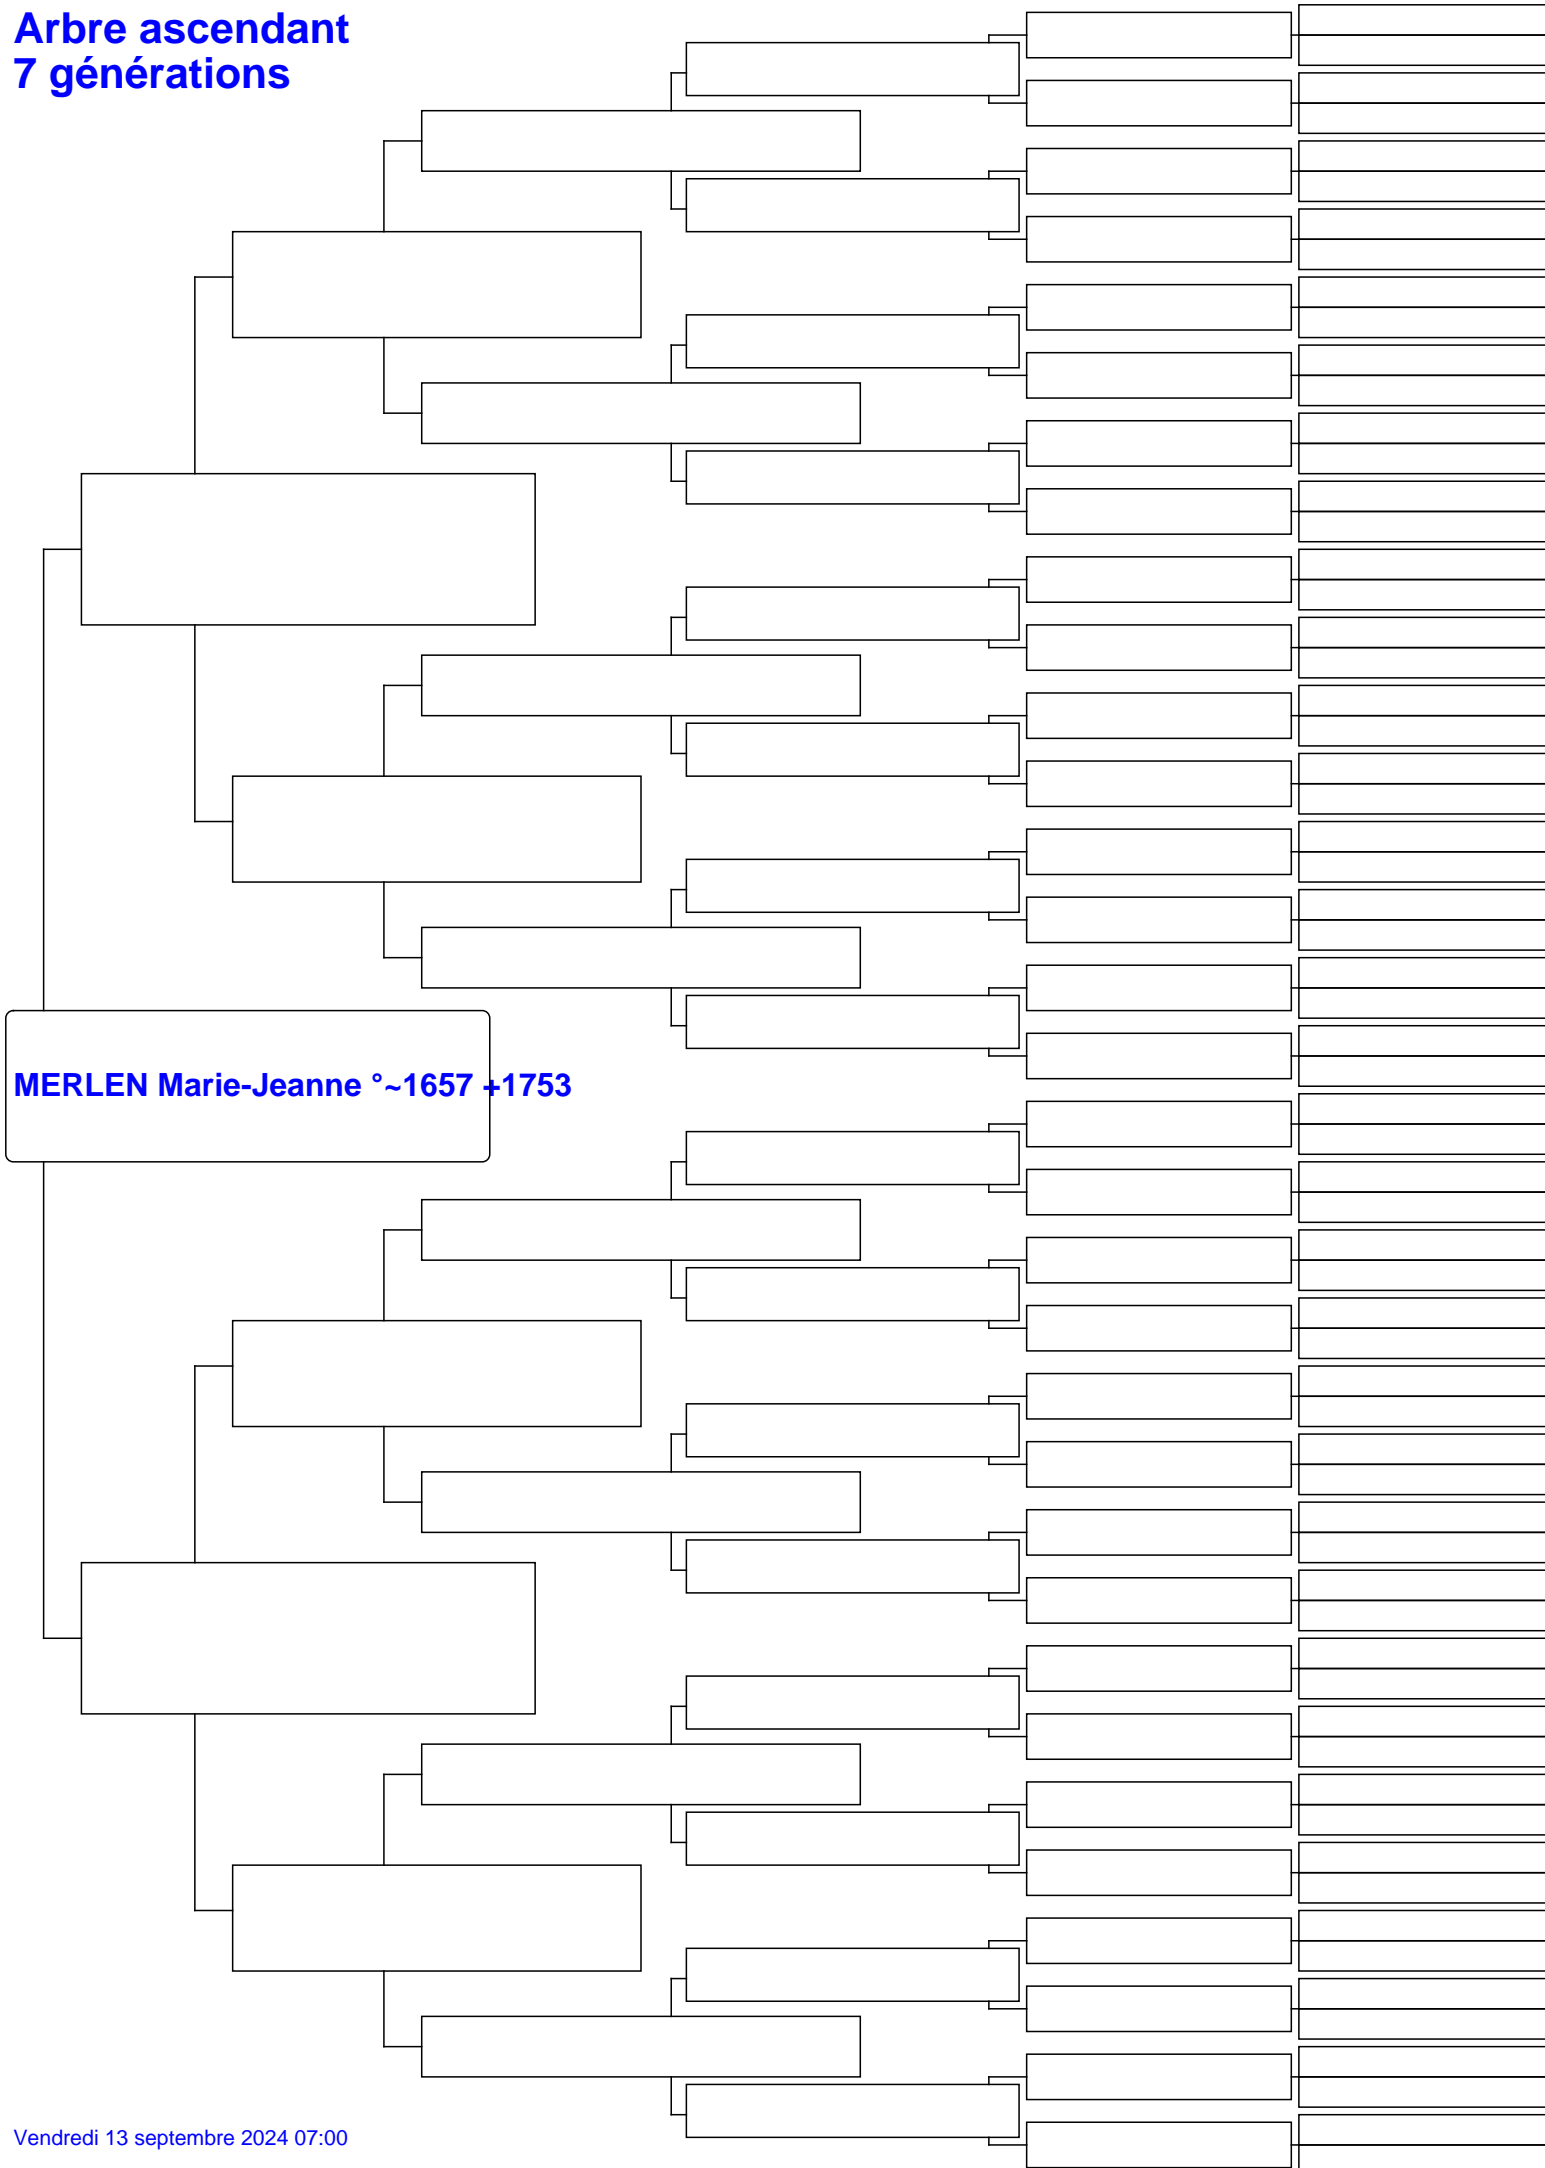 Arbre ascendant
7 générations
MERLEN Marie-Jeanne °~1657 +1753
Vendredi 13 septembre 2024 07:00